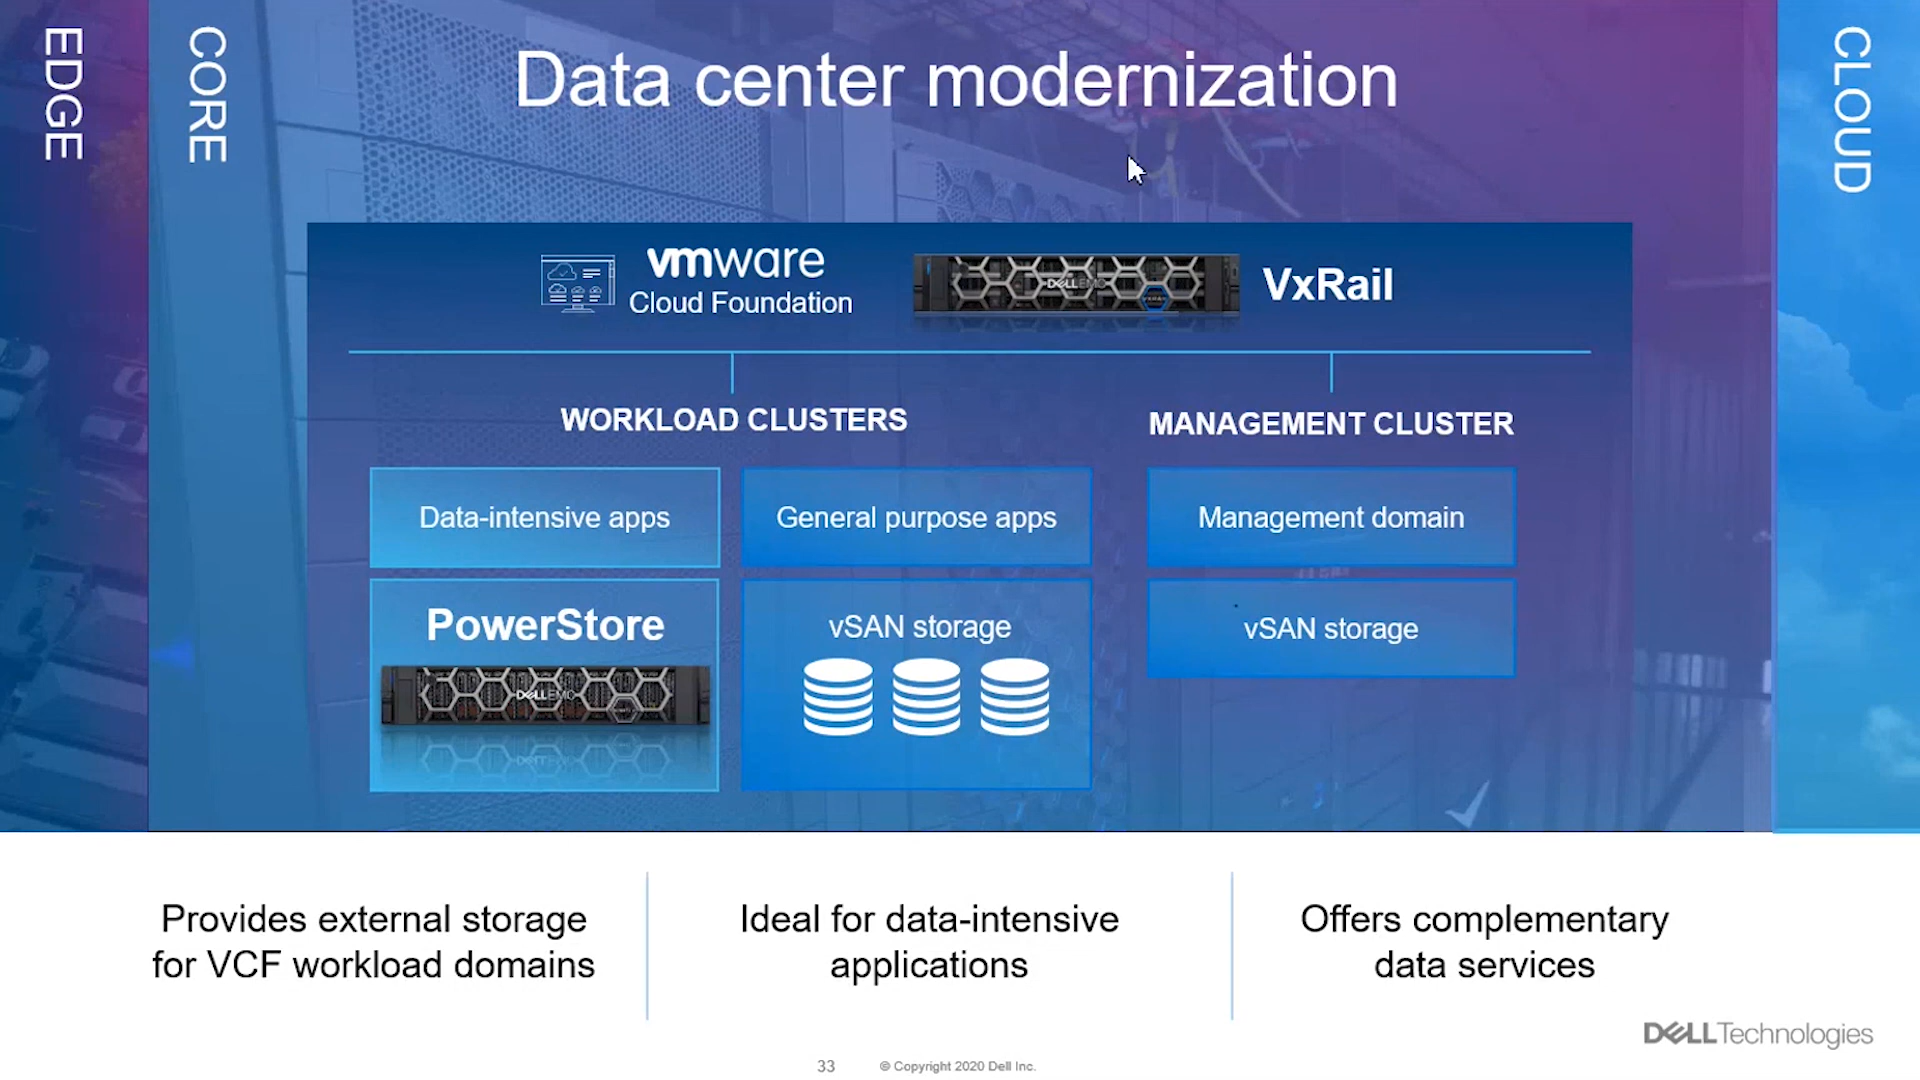 EDGE
CORE
Data center modernization
CLOUD
vmware
Cloud Foundation
DELLEMC
VxRail
WORKLOAD CLUSTERS
MANAGEMENT CLUSTER
Data-intensive apps
General purpose apps
Management domain
PowerStore
DELLEMC
vSAN storage
vSAN storage
Provides external storage
for VCF workload domains
Ideal for data-intensive
applications
Offers complementary
data services
DELLTechnologies
33
© Copyright 2020 Dell Inc.